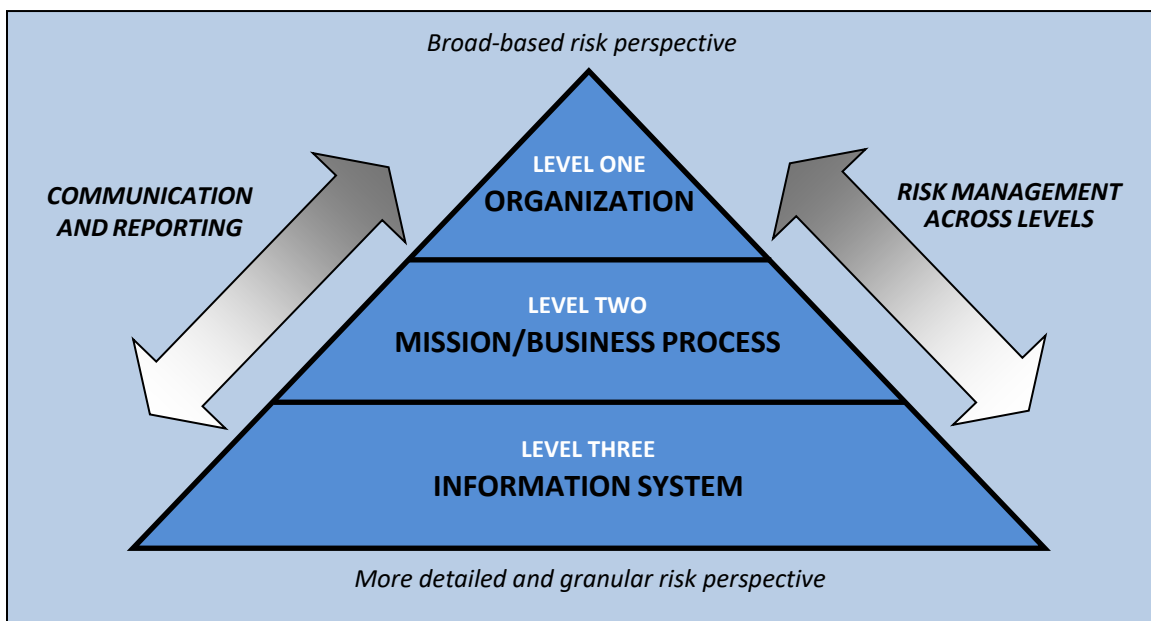 Broad-based risk perspective
LEVEL ONE
ORGANIZATION
COMMUNICATION
AND REPORTING
RISK MANAGEMENT
ACROSS LEVELS
LEVEL TWO
MISSION/BUSINESS PROCESS
LEVEL THREE
INFORMATION SYSTEM
More detailed and granular risk perspective